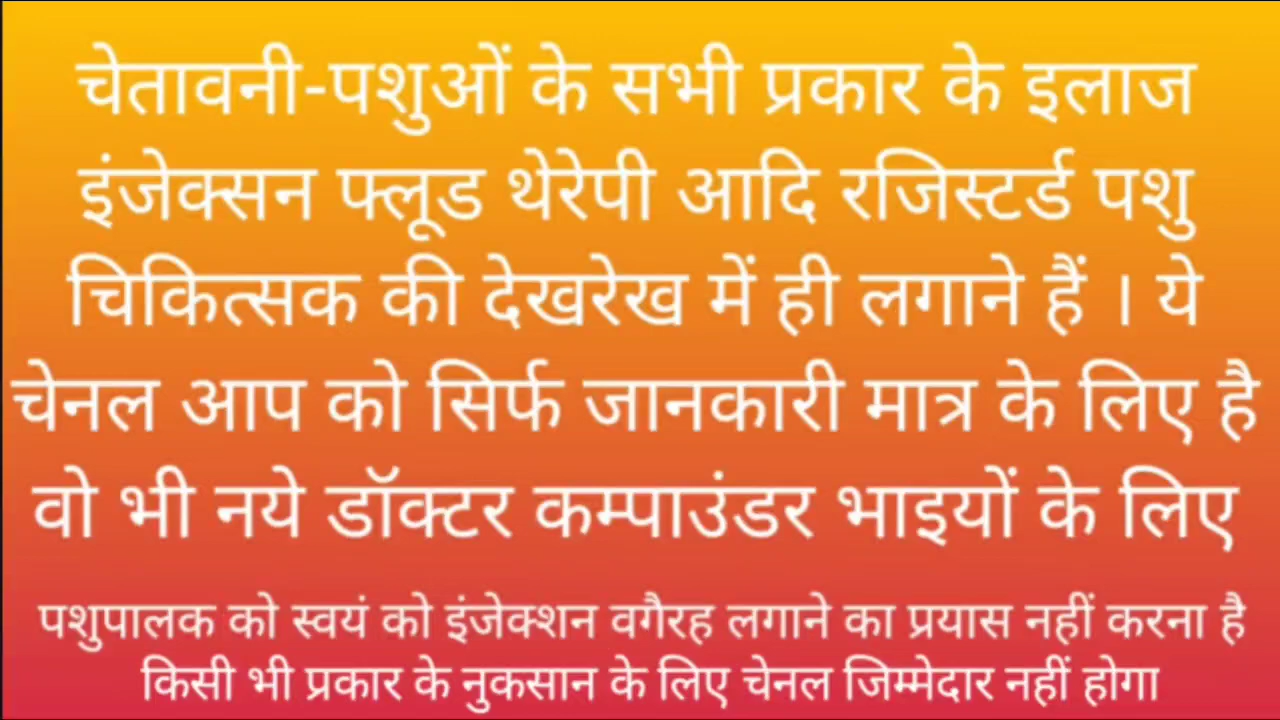 चेतावनी-पशुओं के सभी प्रकार के इलाज
इंजेक्सन फ्लूड थेरेपी आदि रजिस्टर्ड पशु
चिकित्सक की देखरेख में ही लगाने हैं । ये
चेनल आप को सिर्फ जानकारी मात्र के लिए है
वो भी नये डॉक्टर कम्पाउंडर भाइयों के लिए
पशुपालक को स्वयं को इंजेक्शन वगैरह लगाने का प्रयास नहीं करना है
किसी भी प्रकार के नुकसान के लिए चेनल जिम्मेदार नहीं होगा